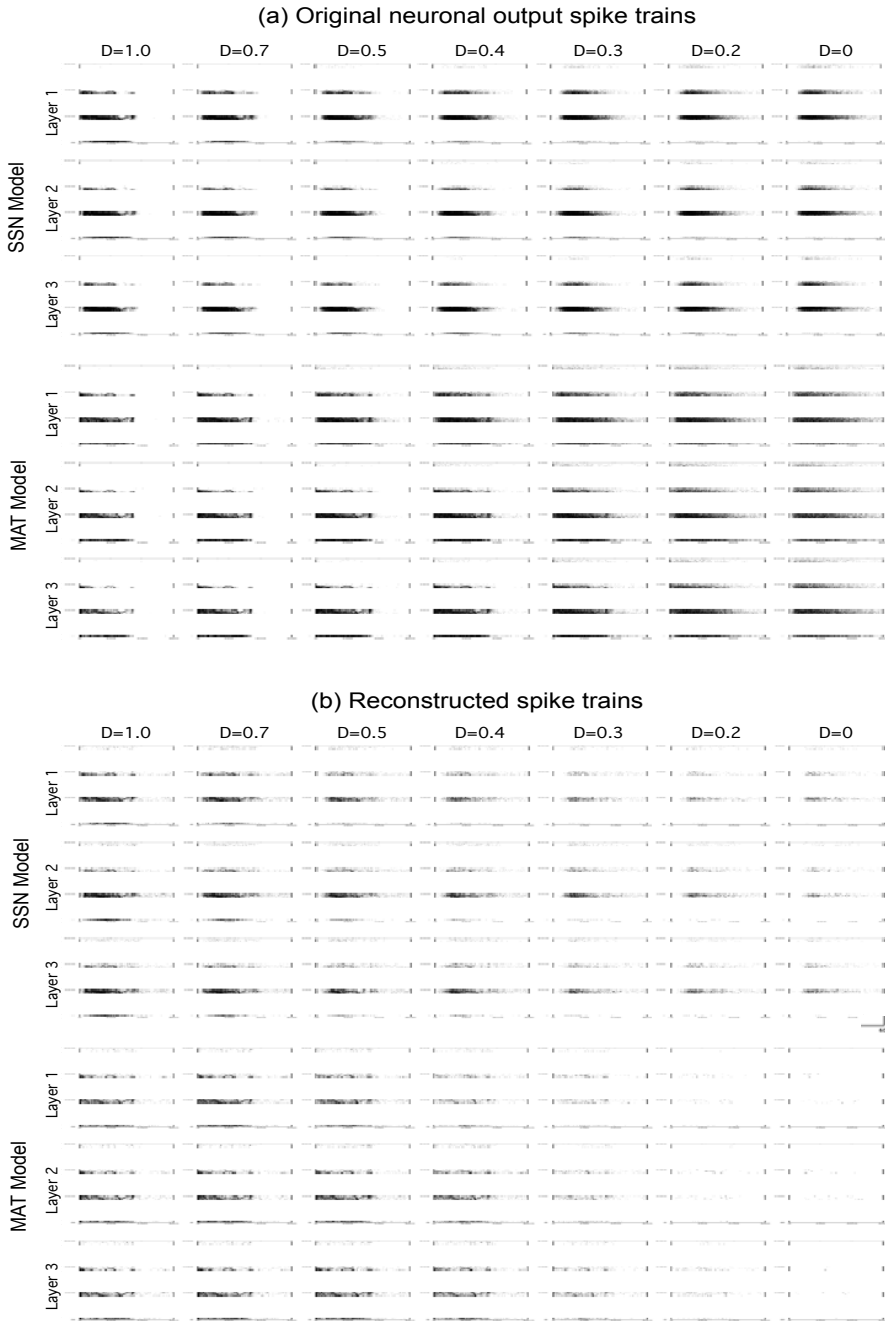 (a) Original neuronal output spike trains
D=1.0 D=0.7 D=0.5 D=0.4 D=0.3 D=0.2 D=0
SSN Model
Layer 1
Layer 2
Layer 3
MAT Model
Layer 1
Layer 2
Layer 3
(b) Reconstructed spike trains
D=1.0 D=0.7 D=0.5 D=0.4 D=0.3 D=0.2 D=0
SSN Model
Layer 1
Layer 2
Layer 3
MAT Model
Layer 1
Layer 2
Layer 3